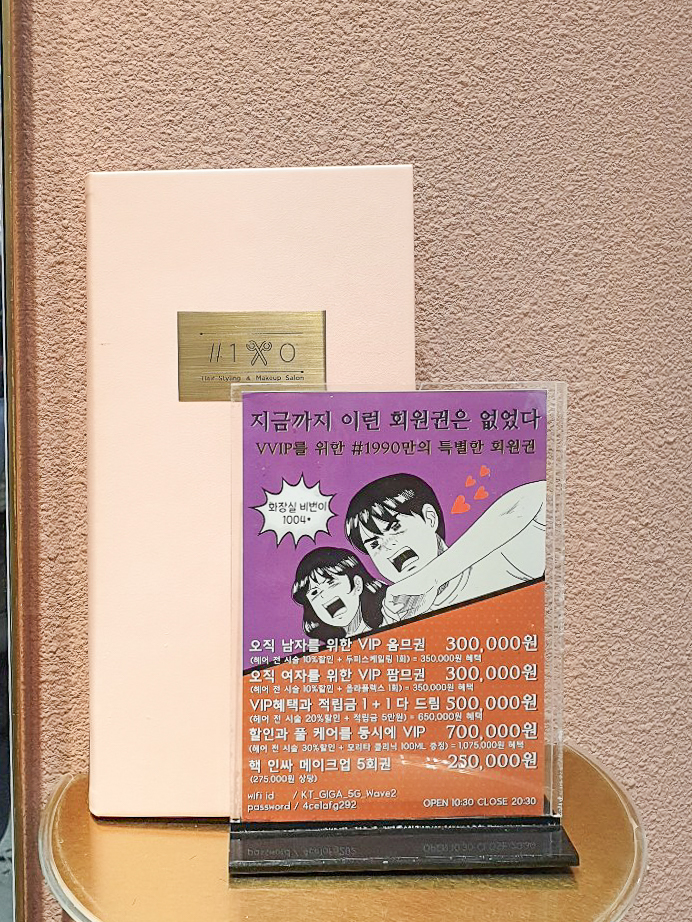 //1 O
Hair Styling & Makeup Salon
지금까지 이런 회원권은 없었다
VVIP를 위한 #1990만의 특별한 회원권
화장실 비번이
1004*
오직 남자를 위한 VIP 옴므권 300,000원
(헤어 전 시술 10%할인 + 두피스케일링 1회) = 350,000원 혜택
오직 여자를 위한 VIP 팜므권 300,000원
(헤어 전 시술 10%할인 + 올라플렉스 1회) = 350,000원 혜택
VIP혜택과 적립금 1+1 다 드림 500,000원
(헤어 전 시술 20%할인 + 적립금 5만원) = 650,000원 혜택
할인과 풀 케어를 동시에 VIP 700,000원
(헤어 전 시술 30%할인 + 모리타 클리닉 100ML 증정) = 1,075,000원 혜택
핵 인싸 메이크업 5회권 250,000원
(275,000원 상당)
wifi id / KT_GIGA_5G_Wave2
password / 4celafg292
OPEN 10:30 CLOSE 20:30